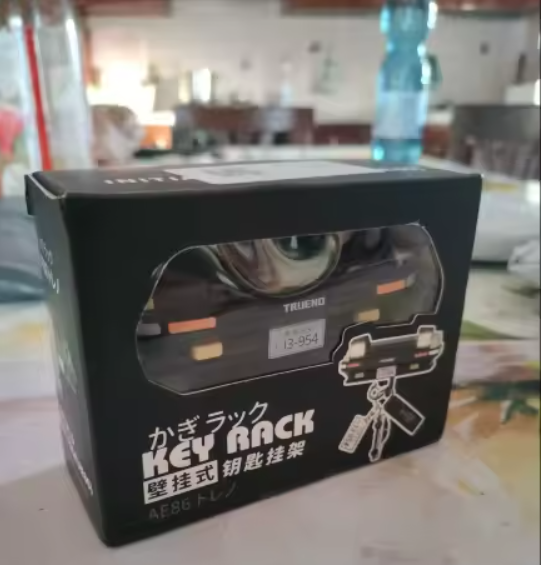 INITI
TRUENO
13-954
かぎラック
KEY RACK
壁挂式 钥匙挂架
AE86 トレノ